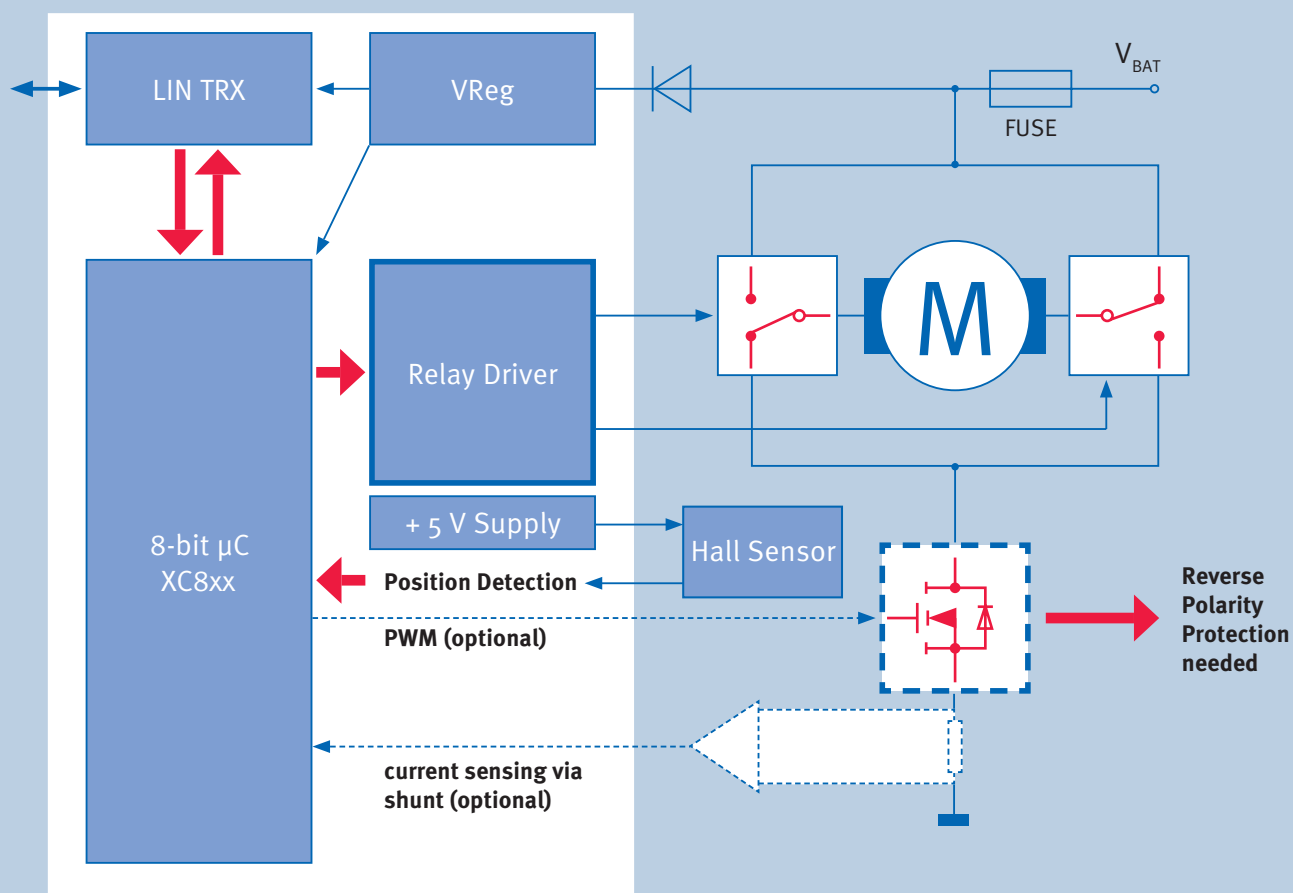 LIN TRX
VReg
V BAT
FUSE
M
Relay Driver
+ 5 V Supply
Hall Sensor
8-bit µC
XC8xx
Position Detection
PWM (optional)
Reverse
Polarity
Protection
needed
current sensing via
shunt (optional)